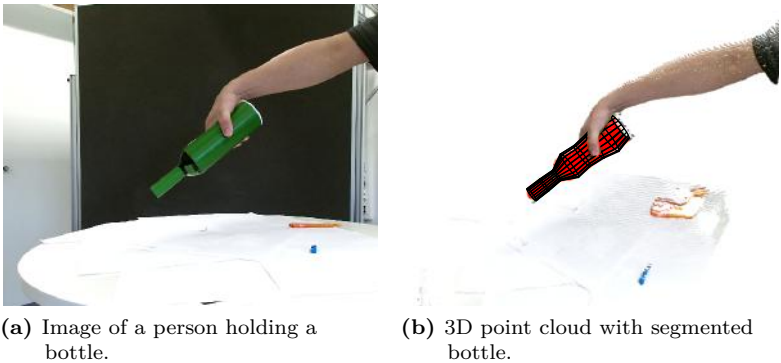 (a) Image of a person holding a
bottle.
(b) 3D point cloud with segmented
bottle.